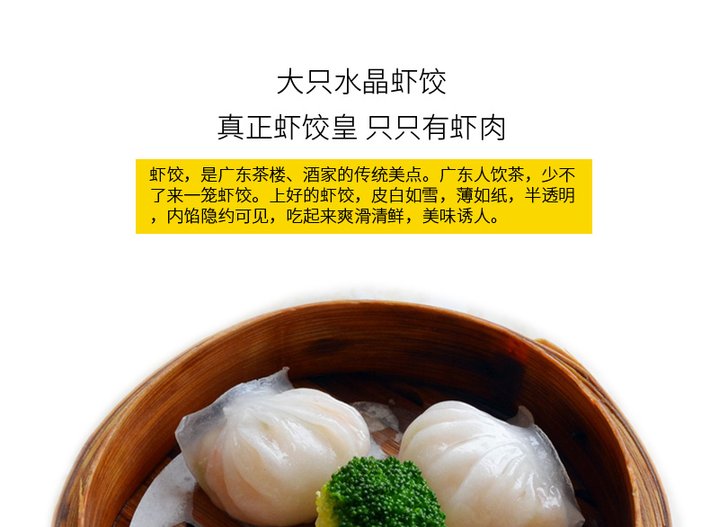 大只水晶虾饺
真正虾饺皇 只只有虾肉
虾饺，是广东茶楼、酒家的传统美点。广东人饮茶，少不
了来一笼虾饺。上好的虾饺，皮白如雪，薄如纸，半透明
，内馅隐约可见，吃起来爽滑清鲜，美味诱人。